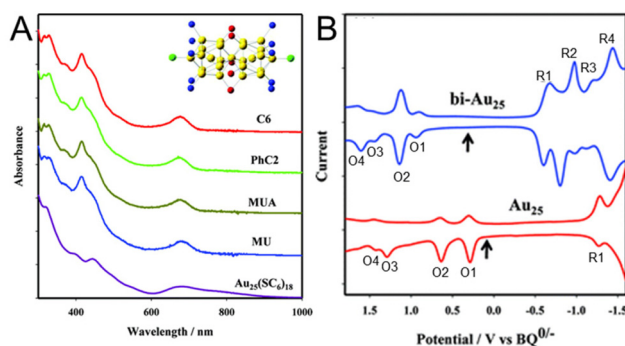 A
C6
PhC2
MUA
MU
Au25(SC6)18
Absorbance
400 600 800 1000
Wavelength / nm
B
R1 R2 R3 R4
bi-Au25
O4 O3 O2 O1
Au25
O4 O3 O2 O1 R1
Current
1.5 1.0 0.5 0.0 -0.5 -1.0 -1.5
Potential / V vs BQ0/-